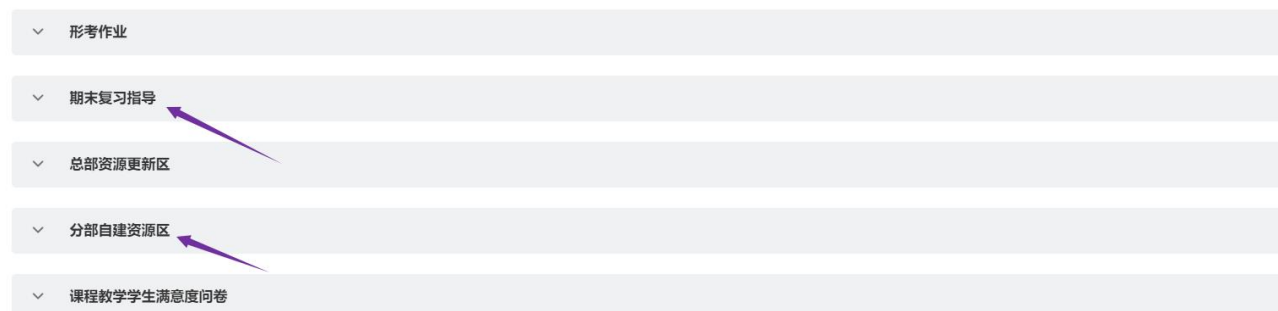 形考作业
期末复习指导
总部资源更新区
分部自建资源区
课程教学学生满意度问卷